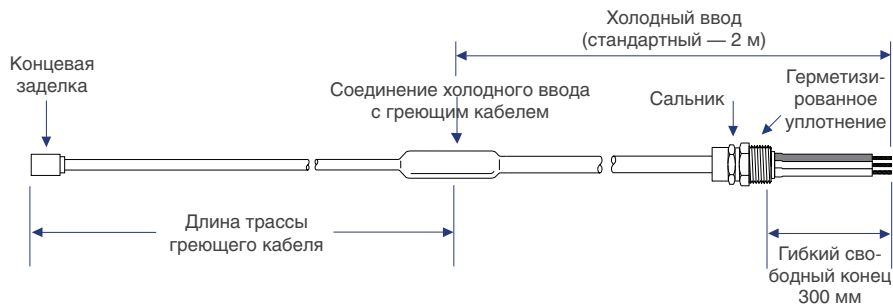 Холодный ввод
(стандартный — 2 м)
Концевая
заделка
Соединение холодного ввода
с греющим кабелем
Сальник
Герметизи-
рованное
уплотнение
Длина трассы
греющего кабеля
Гибкий сво-
бодный конец
300 мм